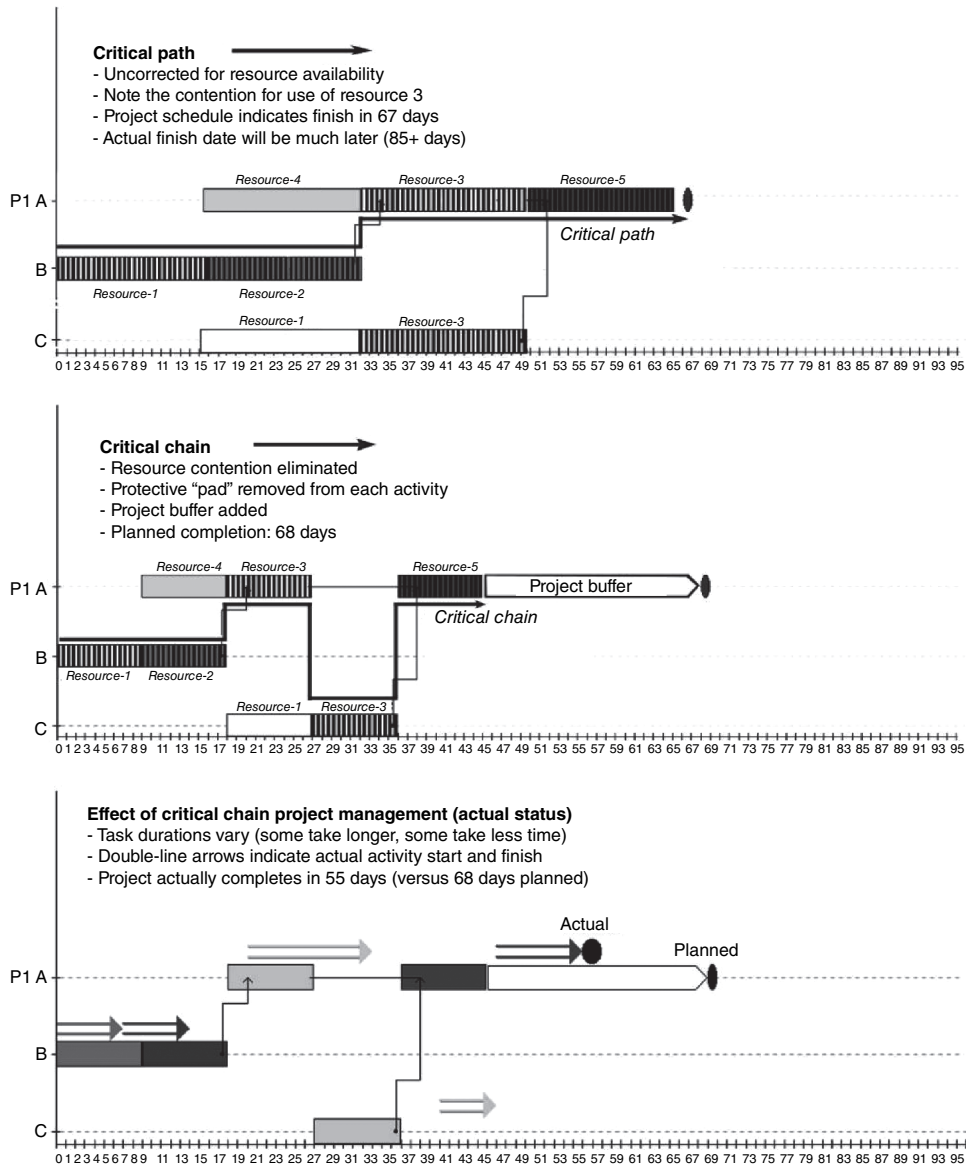 Critical path
- Uncorrected for resource availability
- Note the contention for use of resource 3
- Project schedule indicates finish in 67 days
- Actual finish date will be much later (85+ days)
Resource-4 Resource-3 Resource-5
P1 A
Critical path
B
Resource-1 Resource-2
Resource-1 Resource-3
C
0 1 2 3 4 5 6 7 8 9 11 13 15 17 19 21 23 25 27 29 31 33 35 37 39 41 43 45 47 49 51 53 55 57 59 61 63 65 67 69 71 73 75 77 79 81 83 85 87 89 91 93 95
Critical chain
- Resource contention eliminated
- Protective “pad” removed from each activity
- Project buffer added
- Planned completion: 68 days
Resource-4 Resource-3 Resource-5
P1 A Project buffer
Critical chain
B
Resource-1 Resource-2
Resource-1 Resource-3
C
0 1 2 3 4 5 6 7 8 9 11 13 15 17 19 21 23 25 27 29 31 33 35 37 39 41 43 45 47 49 51 53 55 57 59 61 63 65 67 69 71 73 75 77 79 81 83 85 87 89 91 93 95
Effect of critical chain project management (actual status)
- Task durations vary (some take longer, some take less time)
- Double-line arrows indicate actual activity start and finish
- Project actually completes in 55 days (versus 68 days planned)
Actual
Planned
P1 A
B
C
0 1 2 3 4 5 6 7 8 9 11 13 15 17 19 21 23 25 27 29 31 33 35 37 39 41 43 45 47 49 51 53 55 57 59 61 63 65 67 69 71 73 75 77 79 81 83 85 87 89 91 93 95